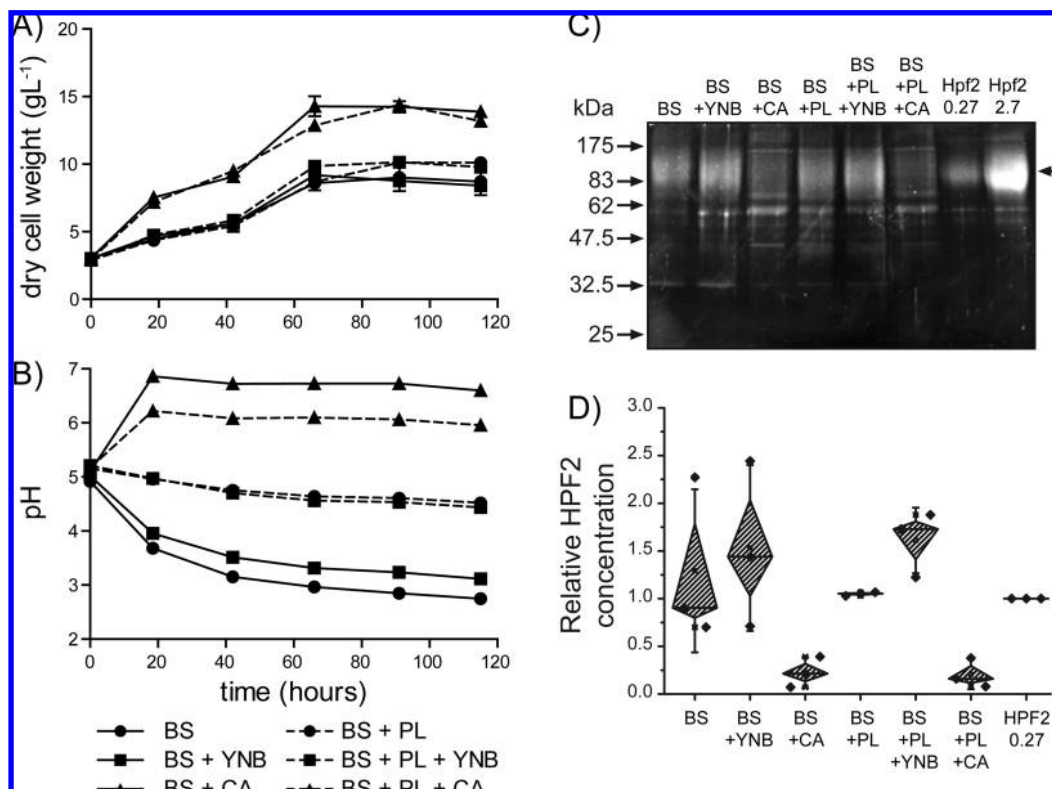 A)
dry cell weight (gL-1)
20
15
10
5
0
0 20 40 60 80 100 120
B)
pH
7
6
5
4
3
2
0 20 40 60 80 100 120
time (hours)
BS
BS + YNB
BS + CA
BS + PL
BS + PL + YNB
BS + PL + CA
C)
kDa
BS
BS +YNB
BS +CA
BS +PL
BS +PL +YNB
BS +PL +CA
Hpf2 0.27
Hpf2 2.7
175
83
62
47.5
32.5
25
D)
Relative HPF2
concentration
3.0
2.5
2.0
1.5
1.0
0.5
0.0
BS
BS +YNB
BS +CA
BS +PL
BS +PL +YNB
BS +PL +CA
HPF2 0.27